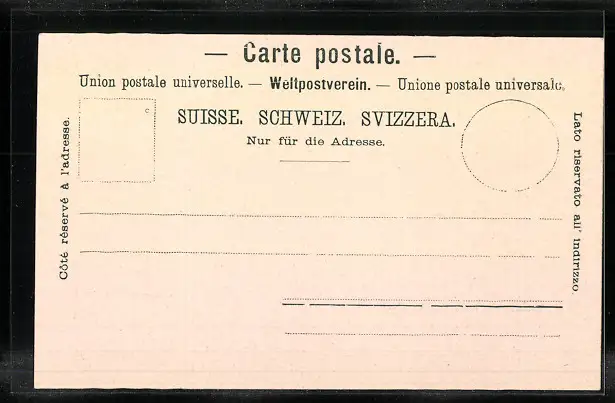 — Carte postale. —
Union postale universelle. — Weltpostverein. — Unione postale universale.
SUISSE. SCHWEIZ. SVIZZERA.
Nur für die Adresse.
Côté réservé à l'adresse.
Lato riservato all' indirizzo.
c